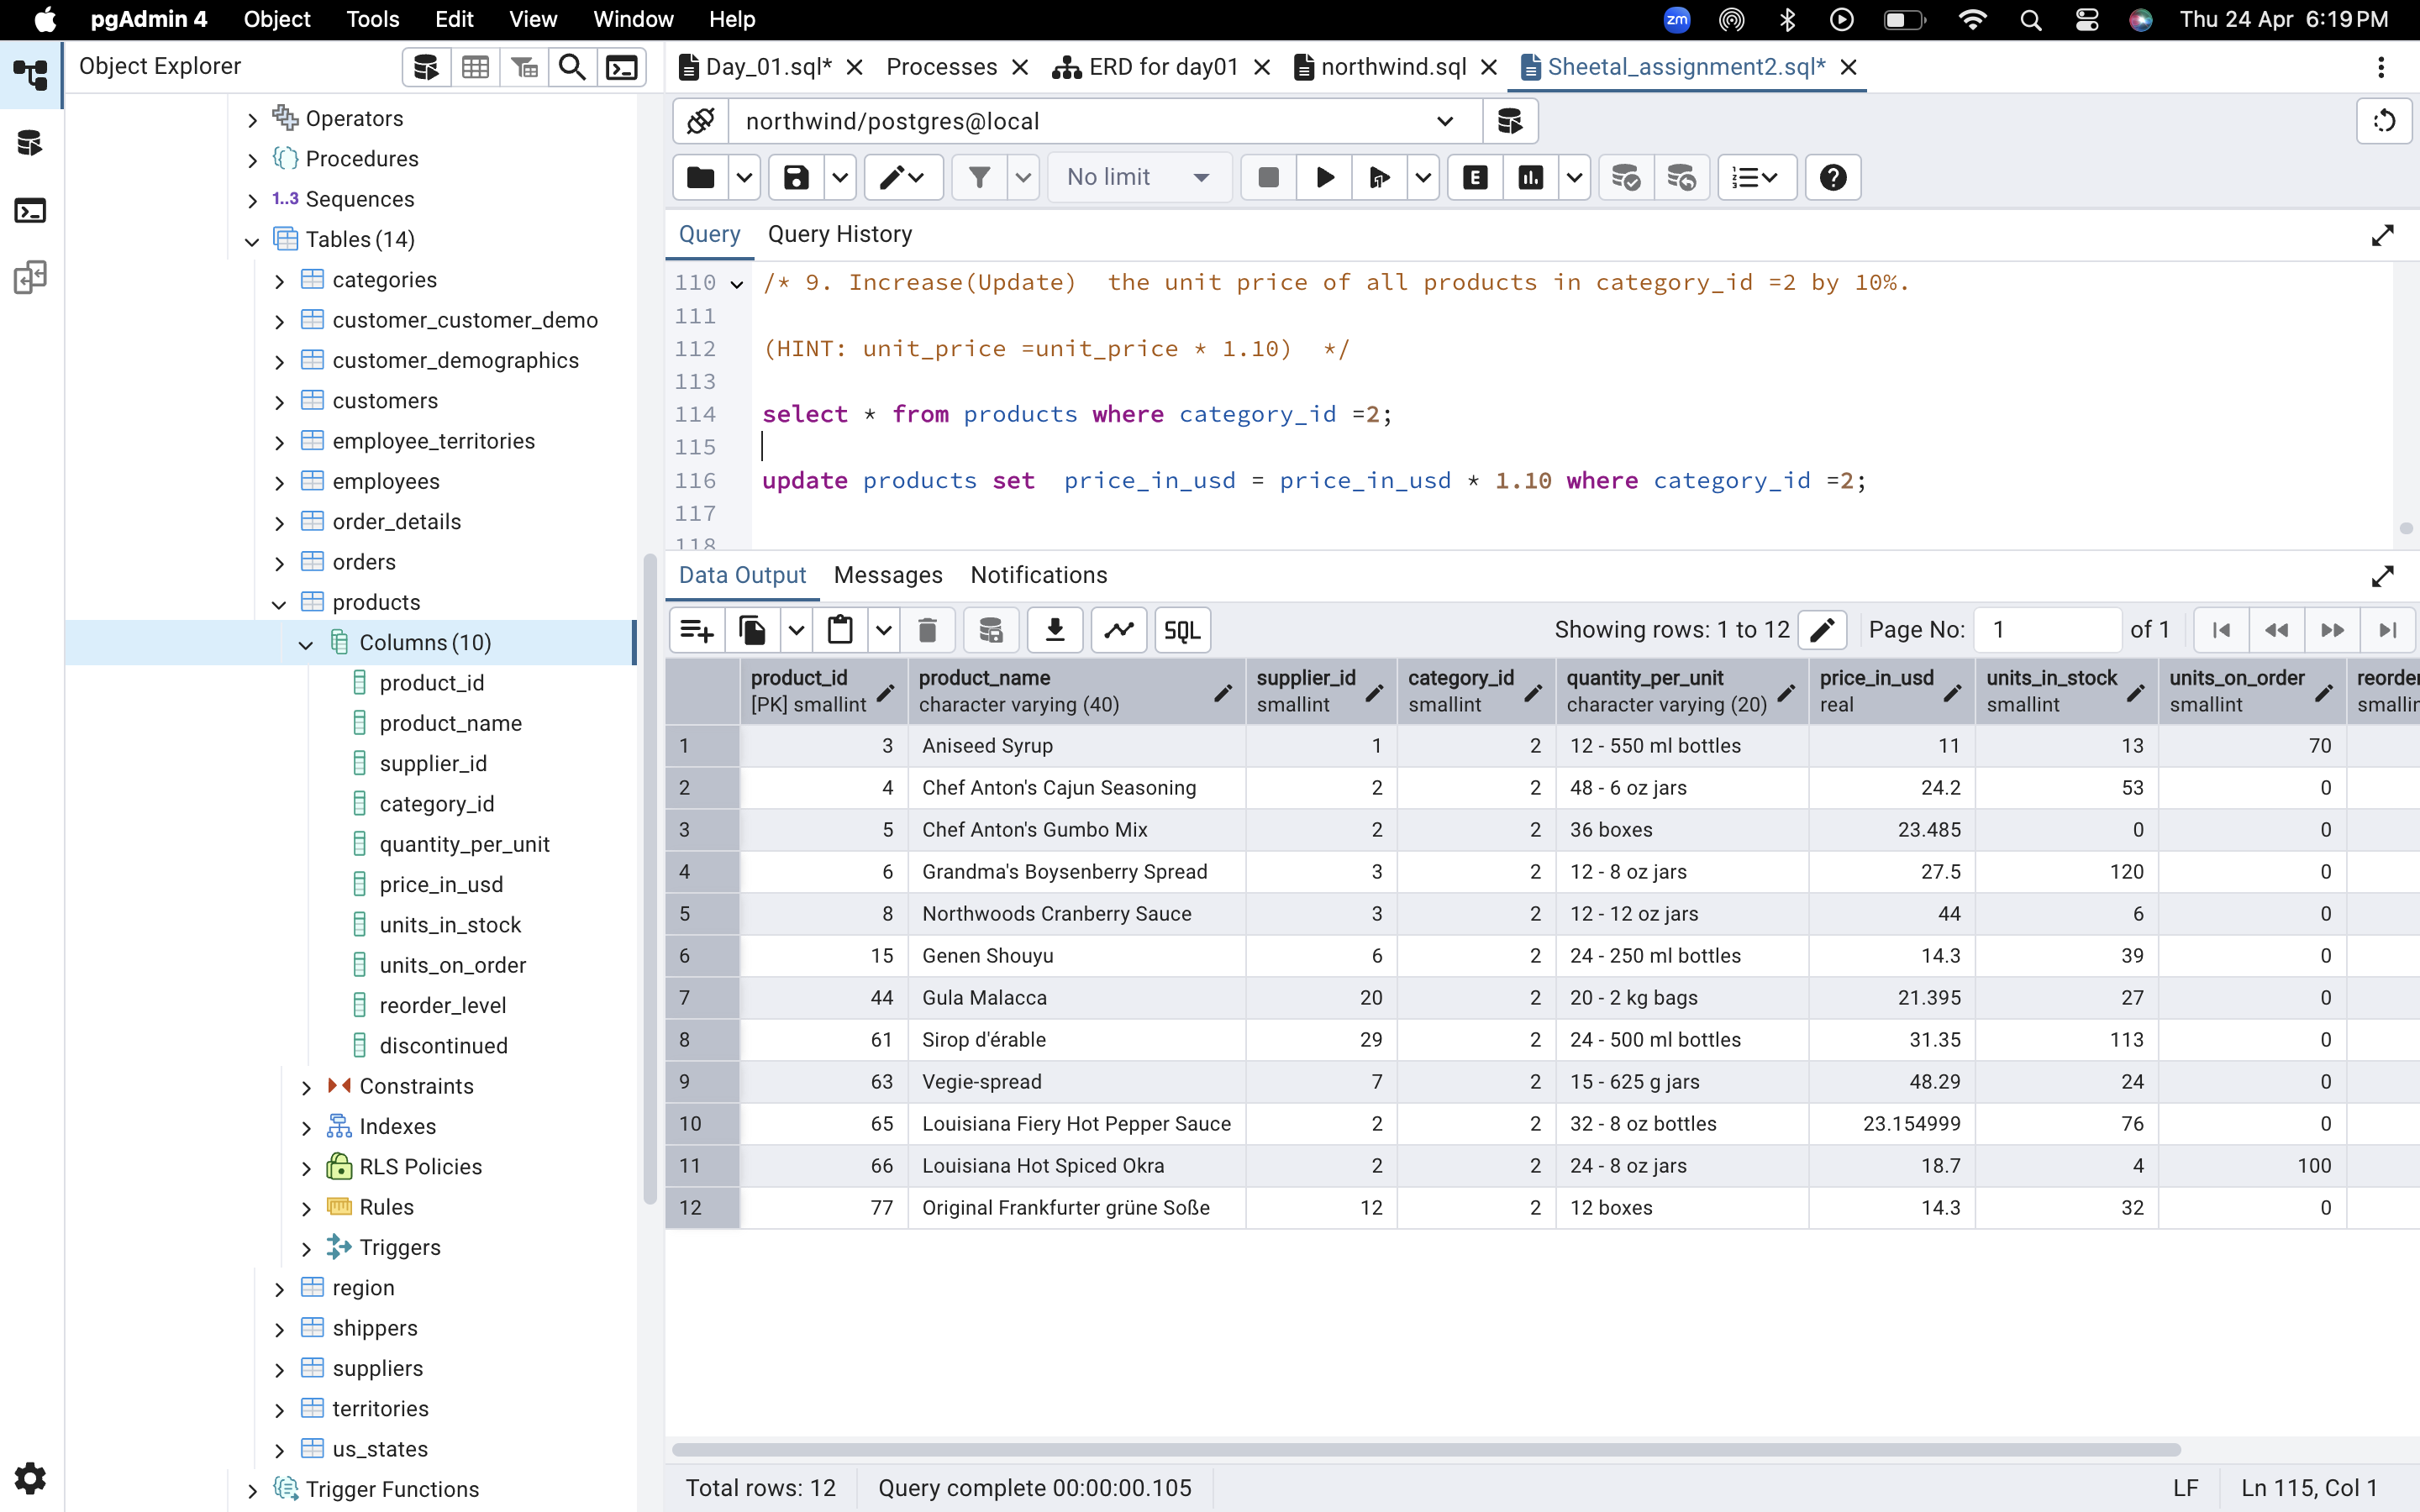 pgAdmin 4 Object Tools Edit View Window Help zm Thu 24 Apr 6:19 PM
Object Explorer
Day_01.sql* Processes ERD for day01 northwind.sql Sheetal_assignment2.sql*
Operators
1..3 Sequences
Procedures
Tables (14)
categories
customer_customer_demo
customer_demographics
customers
employee_territories
employees
order_details
orders
products
Columns (10)
product_id
product_name
supplier_id
category_id
quantity_per_unit
price_in_usd
units_in_stock
units_on_order
reorder_level
discontinued
Constraints
Indexes
RLS Policies
Rules
Triggers
region
shippers
suppliers
territories
us_states
Trigger Functions
northwind/postgres@local
No limit E
Query Query History
110 /* 9. Increase(Update)  the unit price of all products in category_id =2 by 10%.
111
112 (HINT: unit_price =unit_price * 1.10)  */
113
114 select * from products where category_id =2;
115
116 update products set  price_in_usd = price_in_usd * 1.10 where category_id =2;
117
118
Data Output Messages Notifications
SQL Showing rows: 1 to 12 Page No: 1 of 1
product_id product_name supplier_id category_id quantity_per_unit price_in_usd units_in_stock units_on_order reorder
[PK] smallint character varying (40) smallint smallint character varying (20) real smallint smallint smallin
1 3 Aniseed Syrup 1 2 12 - 550 ml bottles 11 13 70
2 4 Chef Anton's Cajun Seasoning 2 2 48 - 6 oz jars 24.2 53 0
3 5 Chef Anton's Gumbo Mix 2 2 36 boxes 23.485 0 0
4 6 Grandma's Boysenberry Spread 3 2 12 - 8 oz jars 27.5 120 0
5 8 Northwoods Cranberry Sauce 3 2 12 - 12 oz jars 44 6 0
6 15 Genen Shouyu 6 2 24 - 250 ml bottles 14.3 39 0
7 44 Gula Malacca 20 2 20 - 2 kg bags 21.395 27 0
8 61 Sirop d'érable 29 2 24 - 500 ml bottles 31.35 113 0
9 63 Vegie-spread 7 2 15 - 625 g jars 48.29 24 0
10 65 Louisiana Fiery Hot Pepper Sauce 2 2 32 - 8 oz bottles 23.154999 76 0
11 66 Louisiana Hot Spiced Okra 2 2 24 - 8 oz jars 18.7 4 100
12 77 Original Frankfurter grüne Soße 12 2 12 boxes 14.3 32 0
Total rows: 12 Query complete 00:00:00.105 LF Ln 115, Col 1